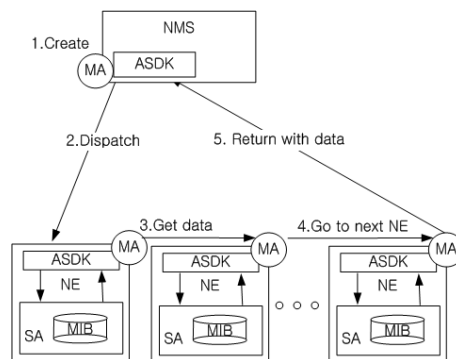 NMS
1.Create
MA
ASDK
2.Dispatch
5. Return with data
MA
3.Get data
MA
4.Go to next NE
MA
ASDK
NE
SA
MIB
ASDK
NE
SA
MIB
ASDK
NE
SA
MIB